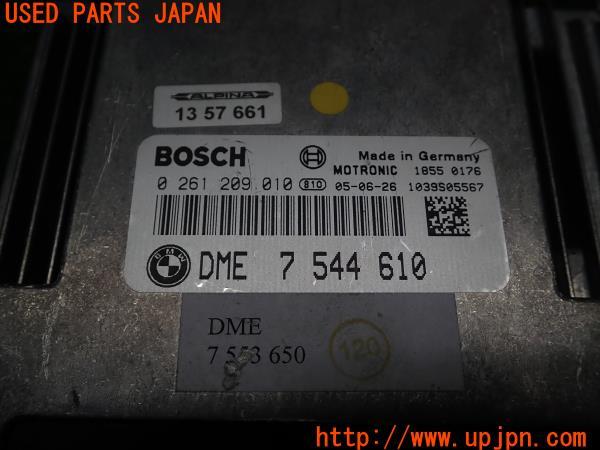 USED PARTS JAPAN
ALPINA
13 57 661
BOSCH
Made in Germany
MOTRONIC 1855 0176
0 261 209.010 810 05-06-26 1039S05567
BMW DME 7 544 610
DME
7 553 650
120
http://www.upjpn.com